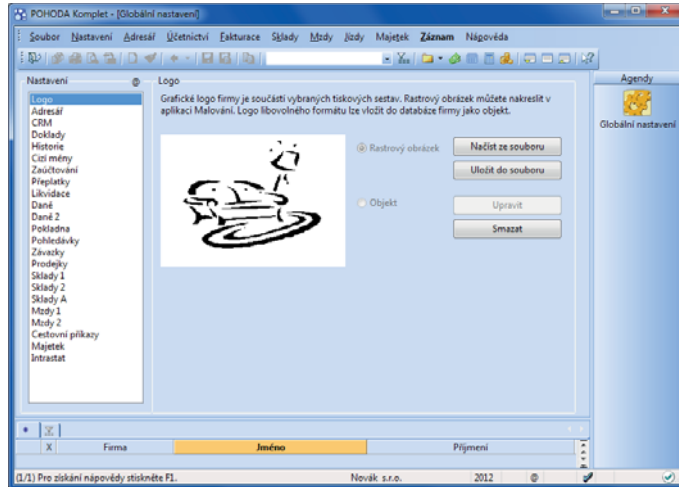 POHODA Komplet - [Globální nastavení]
Soubor Nastavení Adresář Účetnictví Fakturace Sklady Mzdy Jízdy Majetek Záznam Nápověda
Nastavení @
Logo
Adresář
CRM
Doklady
Historie
Cizí měny
Zaúčtování
Přeplatky
Likvidace
Daně
Daně 2
Pokladna
Pohledávky
Závazky
Prodejky
Sklady 1
Sklady 2
Sklady A
Mzdy 1
Mzdy 2
Cestovní příkazy
Majetek
Intrastat
Logo
Grafické logo firmy je součástí vybraných tiskových sestav. Rastrový obrázek můžete nakreslit v
aplikaci Malování. Logo libovolného formátu lze vložit do databáze firmy jako objekt.
Rastrový obrázek
Načíst ze souboru
Uložit do souboru
Objekt
Upravit
Smazat
Agendy
Globální nastavení
X Firma Jméno Příjmení
(1/1) Pro získání nápovědy stiskněte F1. Novák s.r.o. 2012 @